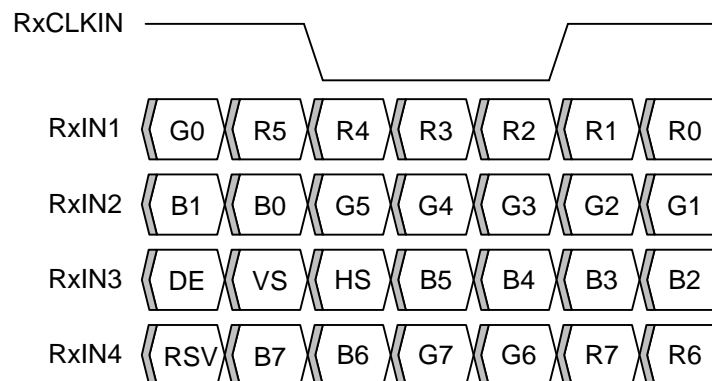 RxCLKIN
RxIN1 G0 R5 R4 R3 R2 R1 R0
RxIN2 B1 B0 G5 G4 G3 G2 G1
RxIN3 DE VS HS B5 B4 B3 B2
RxIN4 RSV B7 B6 G7 G6 R7 R6